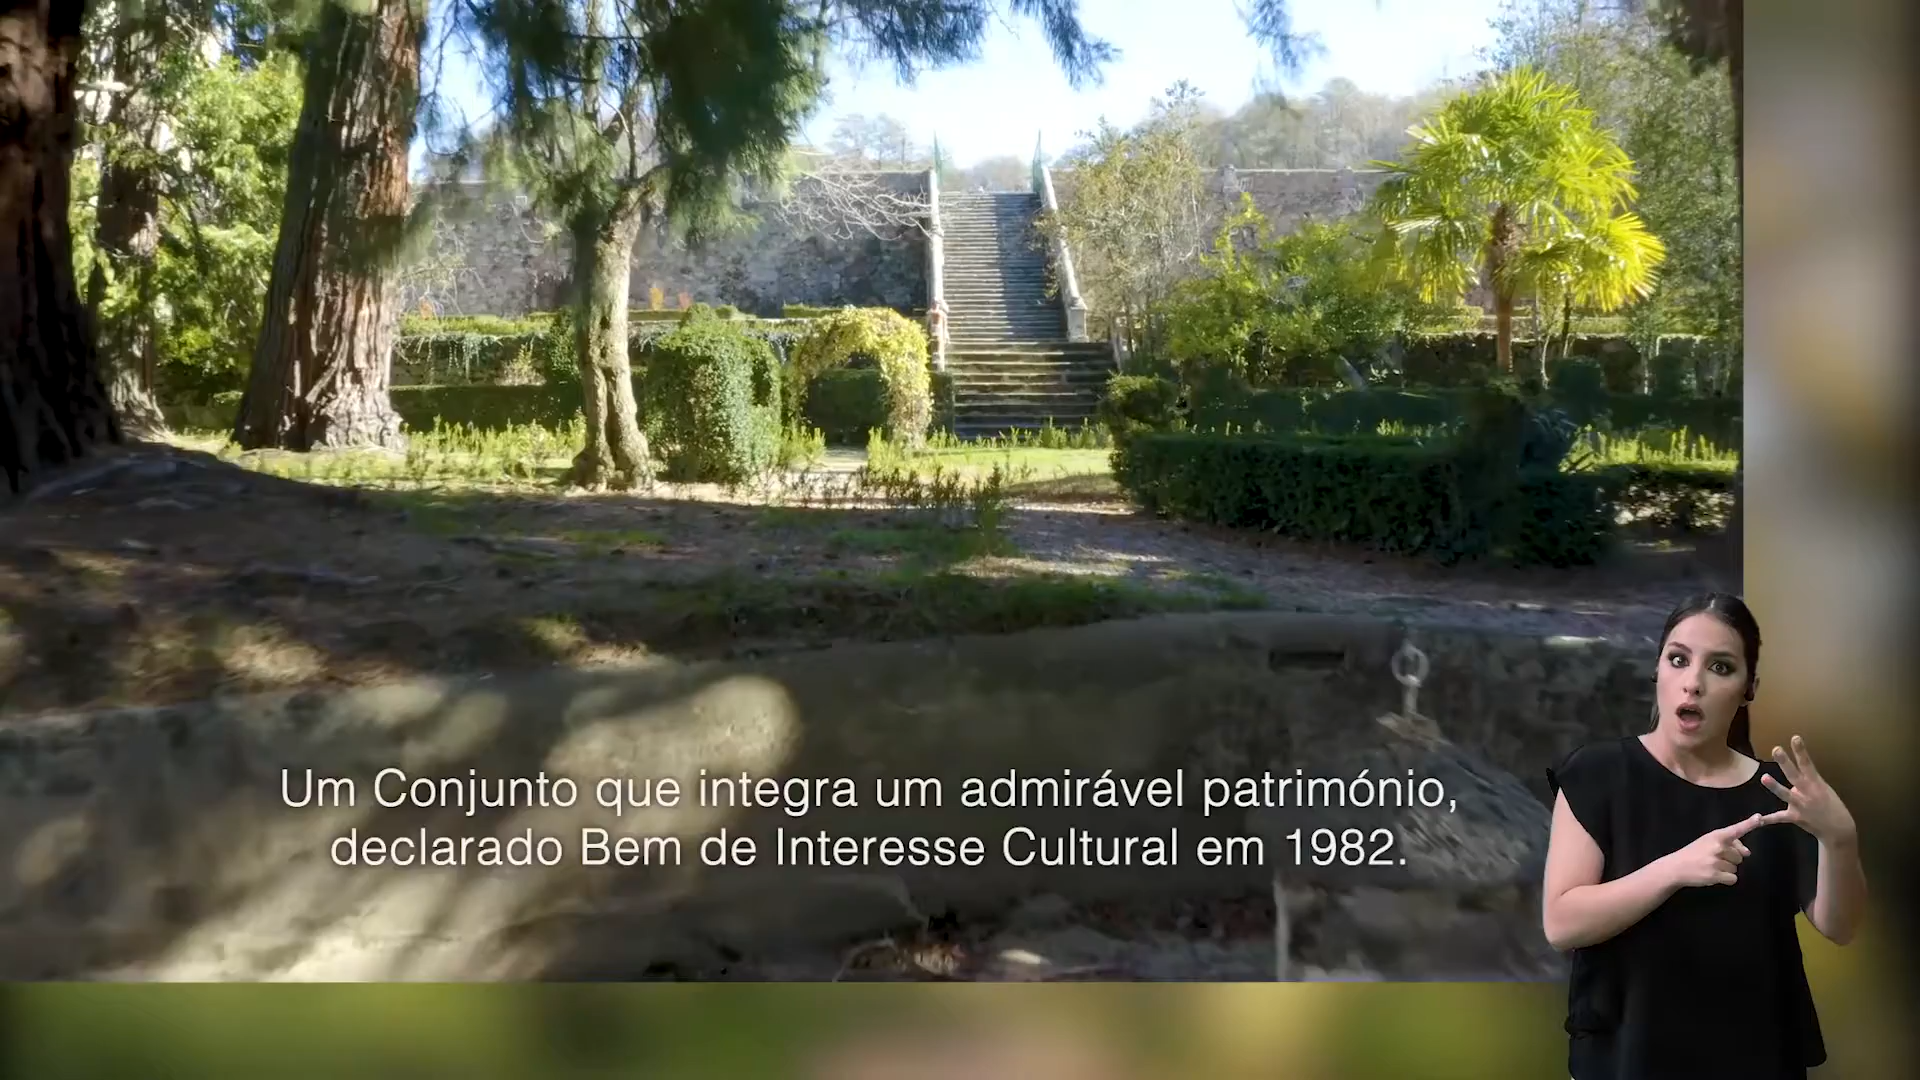 Um Conjunto que integra um admirável património,
declarado Bem de Interesse Cultural em 1982.